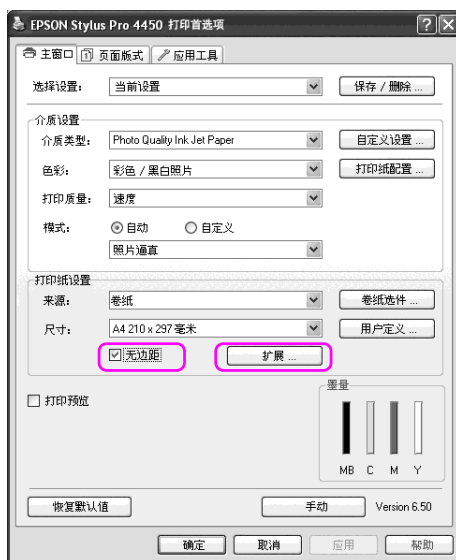 EPSON Stylus Pro 4450 打印首选项
主窗口 页面版式 应用工具
选择设置： 当前设置 保存 / 删除 ...
介质设置
介质类型： Photo Quality Ink Jet Paper 自定义设置 ...
色彩： 彩色 / 黑白照片 打印纸配置 ...
打印质量： 速度
模式： 自动 自定义
照片逼真
打印纸设置
来源： 卷纸 卷纸选件 ...
尺寸： A4 210 x 297 毫米 用户定义 ...
无边距 扩展 ...
打印预览
墨量
MB C M Y
恢复默认值 手动 Version 6.50
确定 取消 应用 帮助